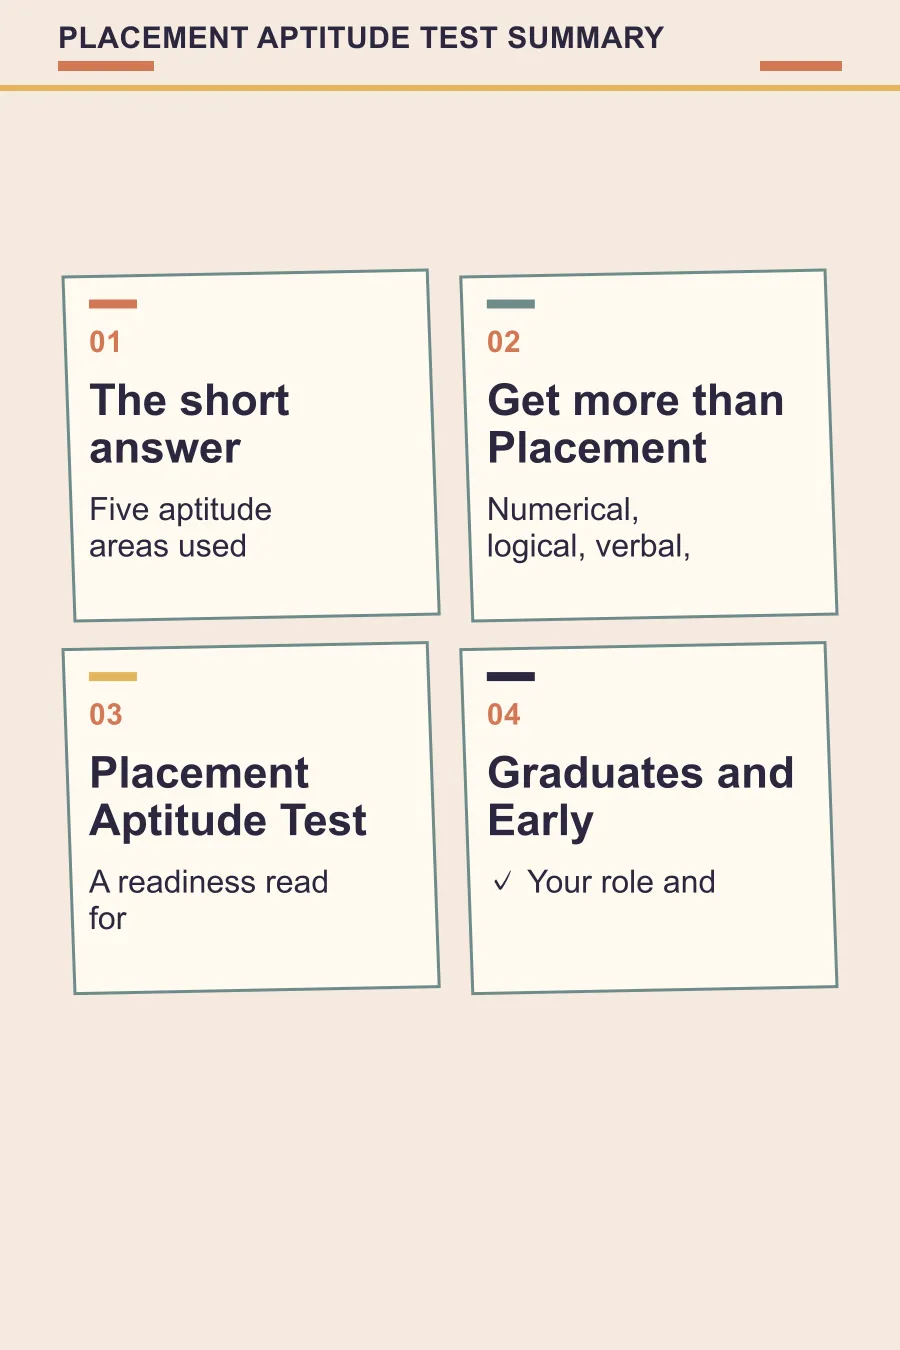 PLACEMENT APTITUDE TEST SUMMARY
01
The short
answer
Five aptitude
areas used
02
Get more than
Placement
Numerical,
logical, verbal,
03
Placement
Aptitude Test
A readiness read
for
04
Graduates and
Early
✓ Your role and